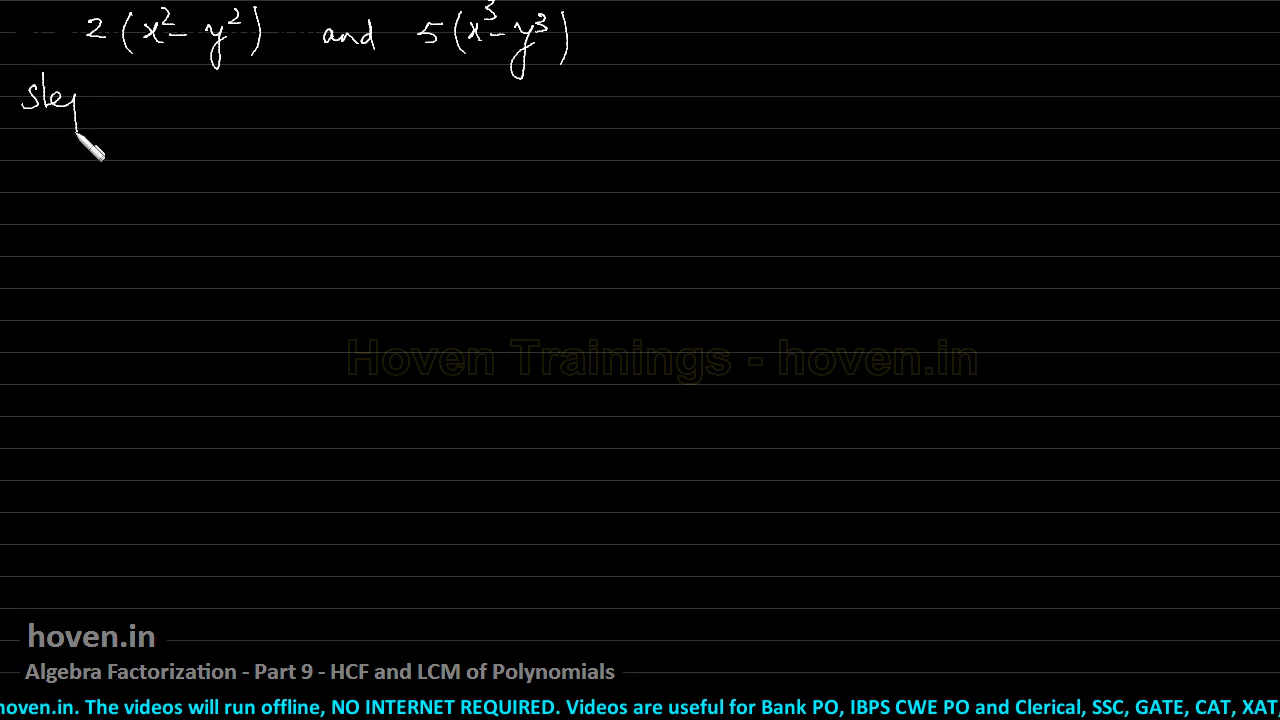 2 (x² - y²) and 5 (x³ - y³)
step
Hoven Trainings - hoven.in
hoven.in
Algebra Factorization - Part 9 - HCF and LCM of Polynomials
hoven.in. The videos will run offline, NO INTERNET REQUIRED. Videos are useful for Bank PO, IBPS CWE PO and Clerical, SSC, GATE, CAT, XAT,